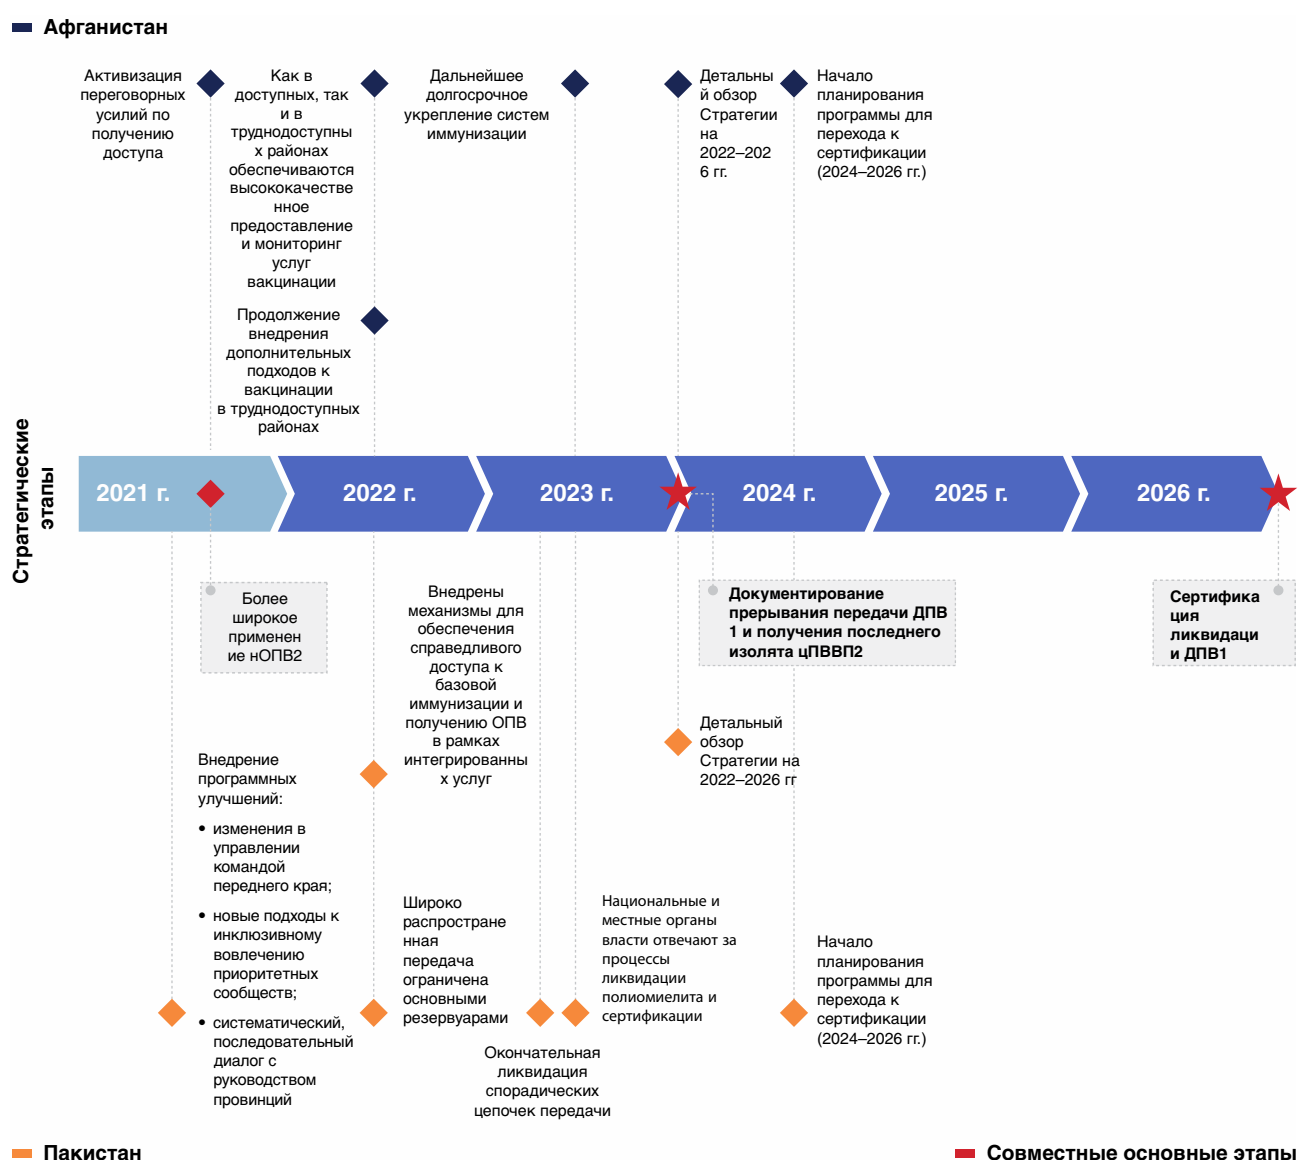 Афганистан
Активизация
переговорных
усилий по
получению
доступа
Как в
доступных, так
и в
труднодоступны
х районах
обеспечиваются
высококачестве
нное
предоставление
и мониторинг
услуг
вакцинации
Продолжение
внедрения
дополнительных
подходов к
вакцинации
в труднодоступных
районах
Дальнейшее
долгосрочное
укрепление систем
иммунизации
Детальны
й обзор
Стратегии
на
2022–202
6 гг.
Начало
планирования
программы для
перехода к
сертификации
(2024–2026 гг.)
Стратегические
этапы
2021 г.
2022 г.
2023 г.
2024 г.
2025 г.
2026 г.
Более
широкое
применен
ие нОПВ2
Внедрены
механизмы для
обеспечения
справедливого
доступа к
базовой
иммунизации и
получению ОПВ
в рамках
интегрированны
х услуг
Документирование
прерывания передачи ДПВ
1 и получения последнего
изолята цПВВП2
Сертифика
ция
ликвидаци
и ДПВ1
Детальный
обзор
Стратегии на
2022–2026 гг
Внедрение
программных
улучшений:
• изменения в
управлении
командой
переднего края;
• новые подходы к
инклюзивному
вовлечению
приоритетных
сообществ;
• систематический,
последовательный
диалог с
руководством
провинций
Широко
распростране
нная
передача
ограничена
основными
резервуарами
Окончательная
ликвидация
спорадических
цепочек передачи
Национальные и
местные органы
власти отвечают за
процессы
ликвидации
полиомиелита и
сертификации
Начало
планирования
программы для
перехода к
сертификации
(2024–2026 гг.)
Пакистан
Совместные основные этапы